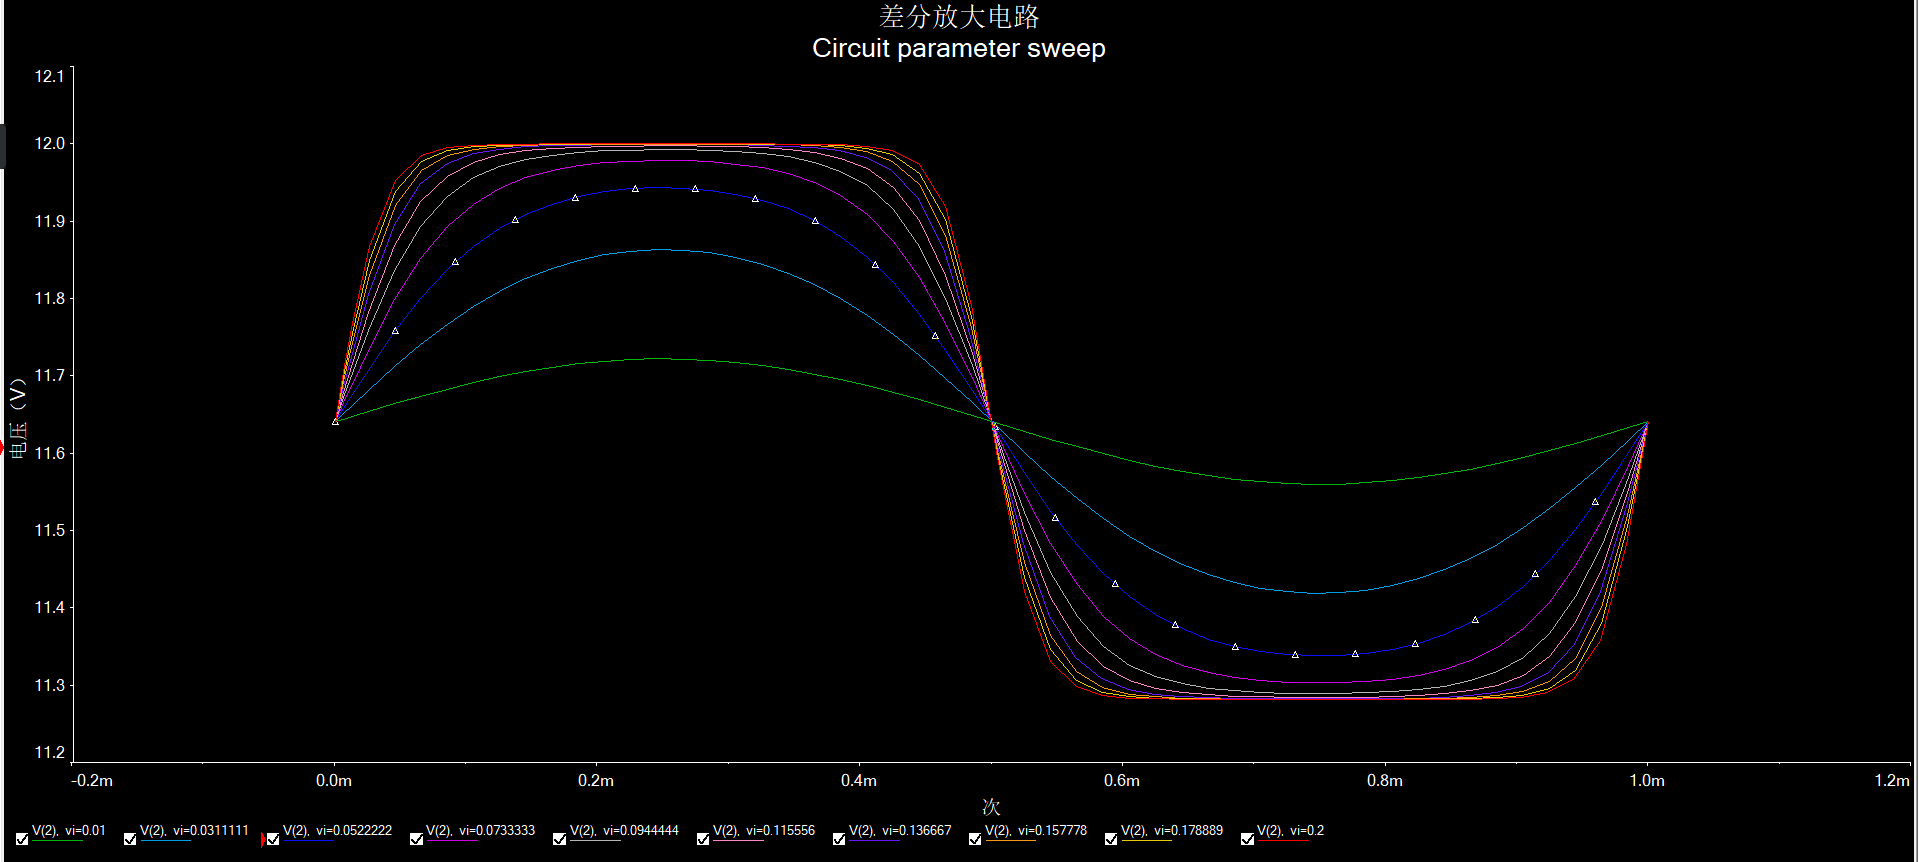 差分放大电路
Circuit parameter sweep
12.1
12.0
11.9
11.8
11.7
11.6
11.5
11.4
11.3
11.2
电压（V）
-0.2m 0.0m 0.2m 0.4m 0.6m 0.8m 1.0m 1.2m
次
V(2), vi=0.01 V(2), vi=0.0311111 V(2), vi=0.0522222 V(2), vi=0.0733333 V(2), vi=0.0944444 V(2), vi=0.115556 V(2), vi=0.136667 V(2), vi=0.157778 V(2), vi=0.178889 V(2), vi=0.2